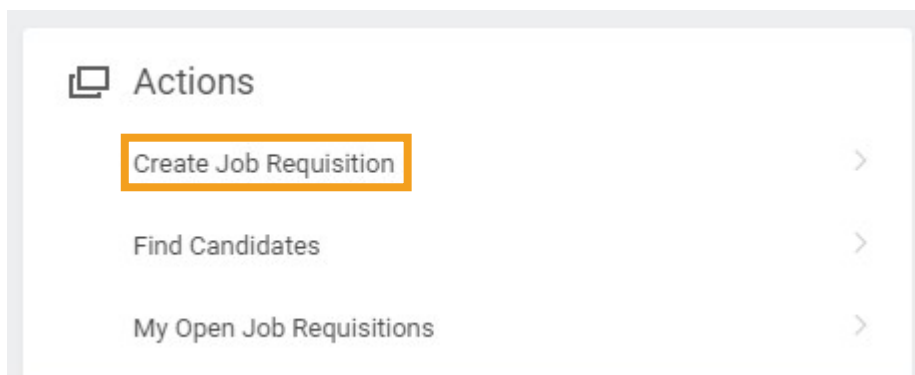 Actions
Create Job Requisition
Find Candidates
My Open Job Requisitions